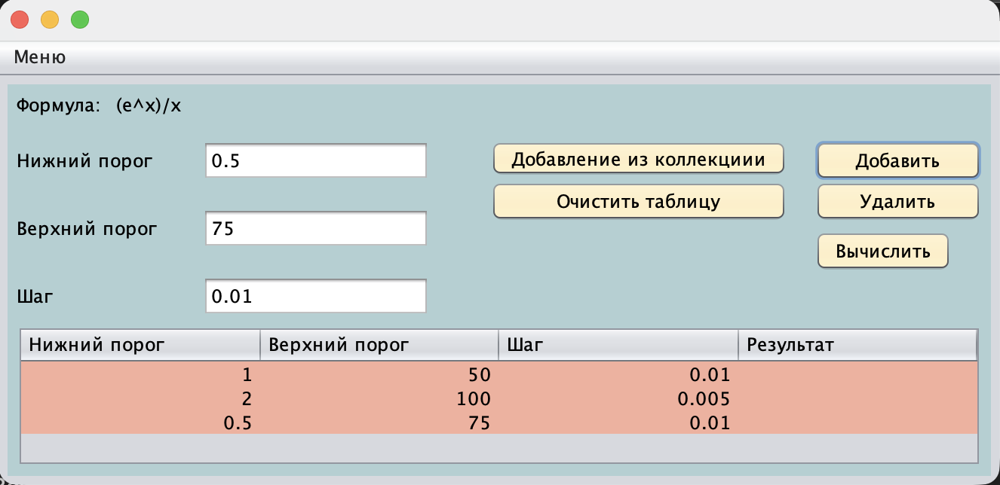 Меню
Формула: (e^x)/x
Нижний порог 0.5 Добавление из коллекциии Добавить
Очистить таблицу Удалить
Верхний порог 75 Вычислить
Шаг 0.01
Нижний порог Верхний порог Шаг Результат
1 50 0.01
2 100 0.005
0.5 75 0.01